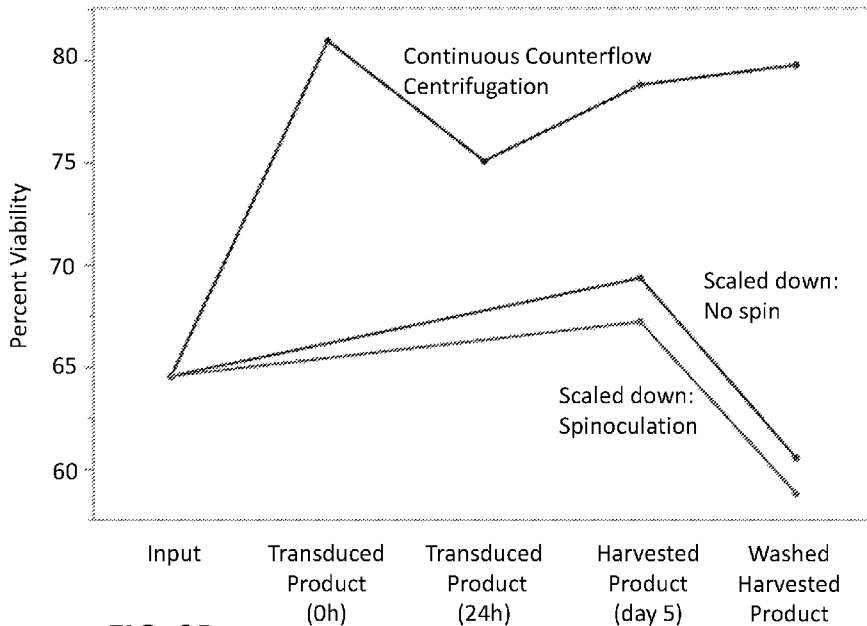 80
75
70
65
60
Percent Viability
Continuous Counterflow
Centrifugation
Scaled down:
No spin
Scaled down:
Spinoculation
Input
Transduced
Product
(0h)
Transduced
Product
(24h)
Harvested
Product
(day 5)
Washed
Harvested
Product